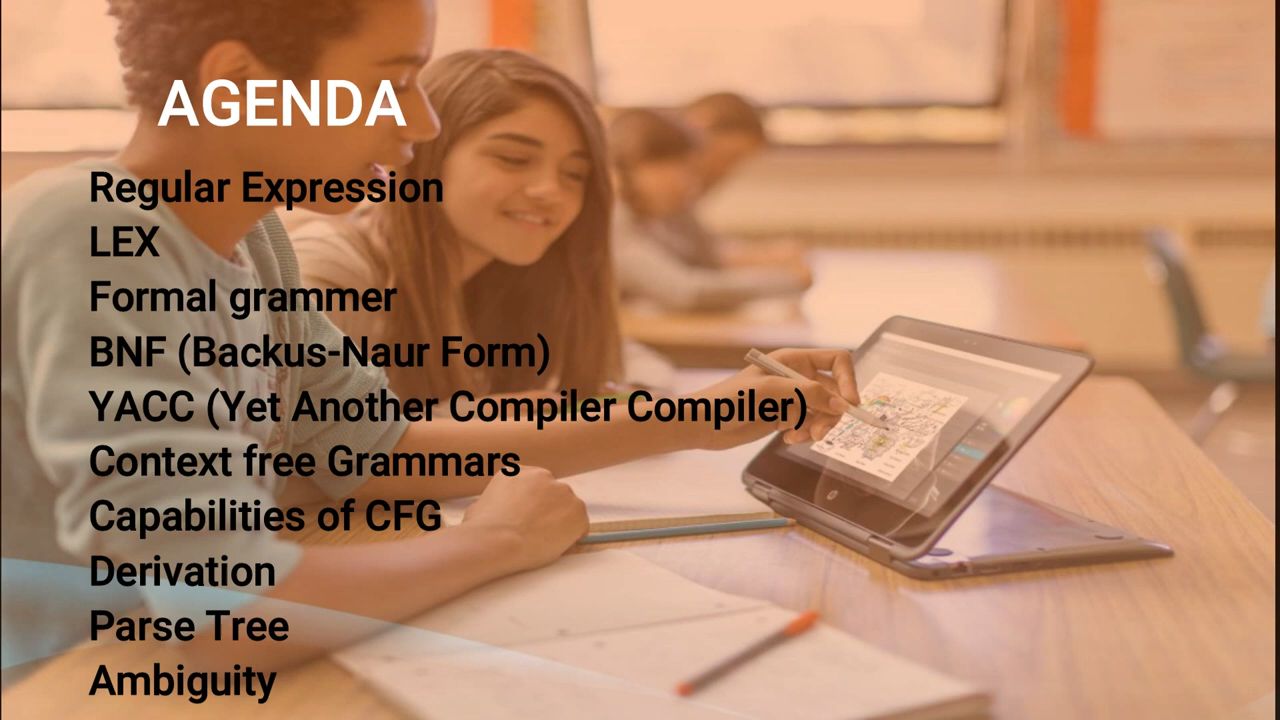 AGENDA
Regular Expression
LEX
Formal grammer
BNF (Backus-Naur Form)
YACC (Yet Another Compiler Compiler)
Context free Grammars
Capabilities of CFG
Derivation
Parse Tree
Ambiguity